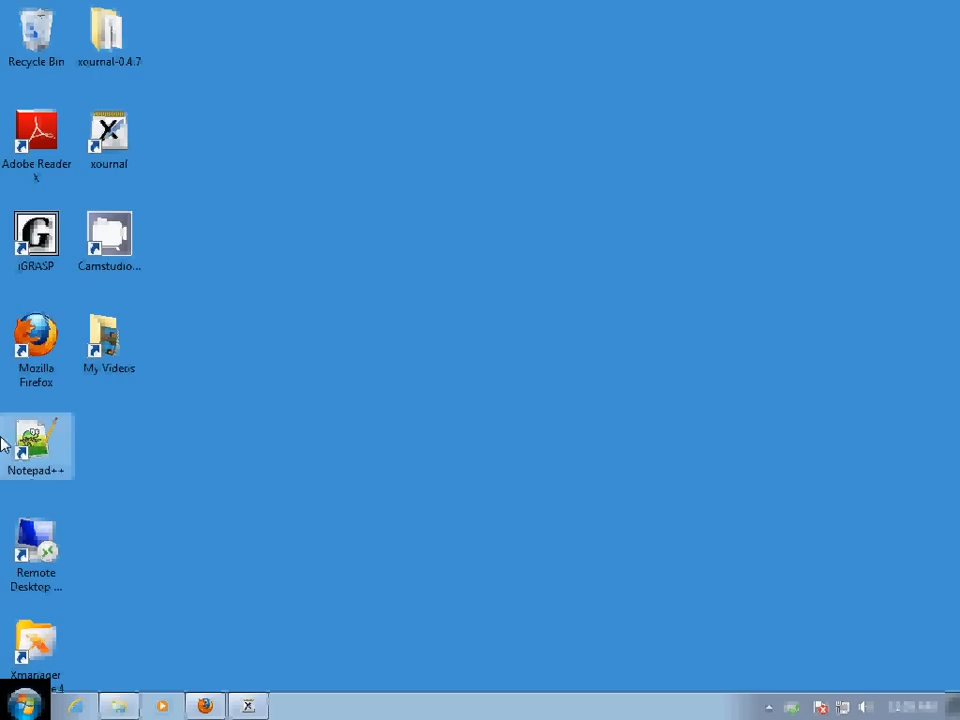 Recycle Bin
xournal-0.4.7
Adobe Reader
X
xournal
jGRASP
Camstudio...
Mozilla
Firefox
My Videos
Notepad++
Remote
Desktop ...
Xmanager
4